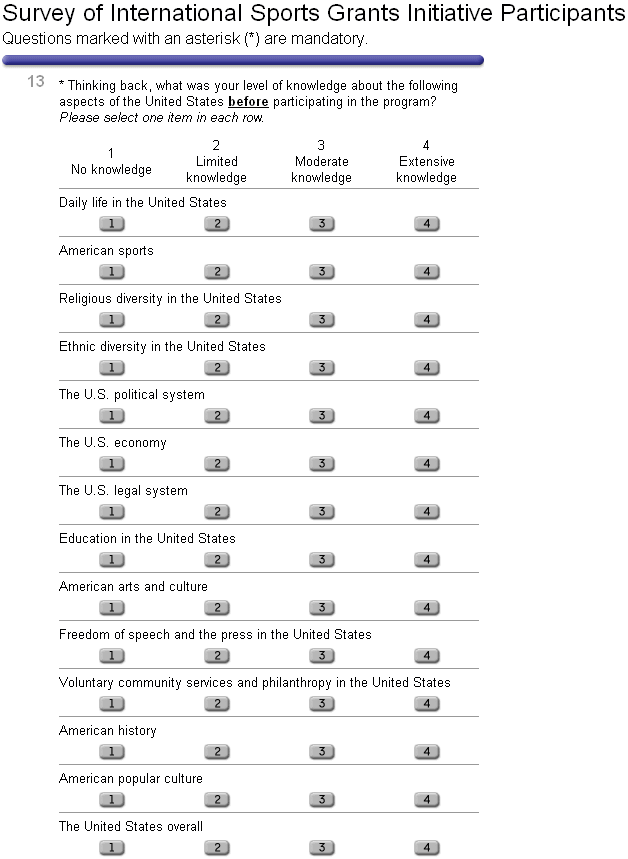 Survey of International Sports Grants Initiative Participants
Questions marked with an asterisk (*) are mandatory.
13 * Thinking back, what was your level of knowledge about the following
aspects of the United States before participating in the program?
Please select one item in each row.
1 2 3 4
No knowledge Limited knowledge Moderate knowledge Extensive knowledge
Daily life in the United States
1 2 3 4
American sports
1 2 3 4
Religious diversity in the United States
1 2 3 4
Ethnic diversity in the United States
1 2 3 4
The U.S. political system
1 2 3 4
The U.S. economy
1 2 3 4
The U.S. legal system
1 2 3 4
Education in the United States
1 2 3 4
American arts and culture
1 2 3 4
Freedom of speech and the press in the United States
1 2 3 4
Voluntary community services and philanthropy in the United States
1 2 3 4
American history
1 2 3 4
American popular culture
1 2 3 4
The United States overall
1 2 3 4